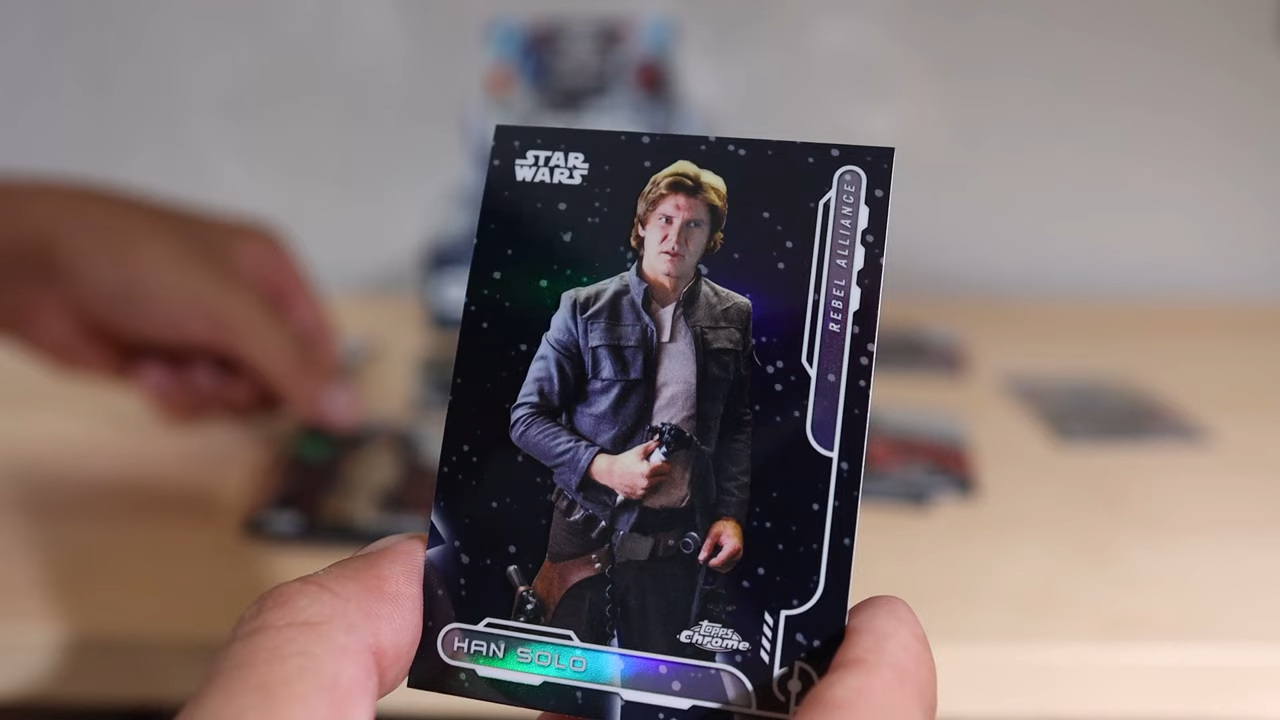 STAR
WARS
REBEL ALLIANCE
Topps
Chrome
HAN SOLO